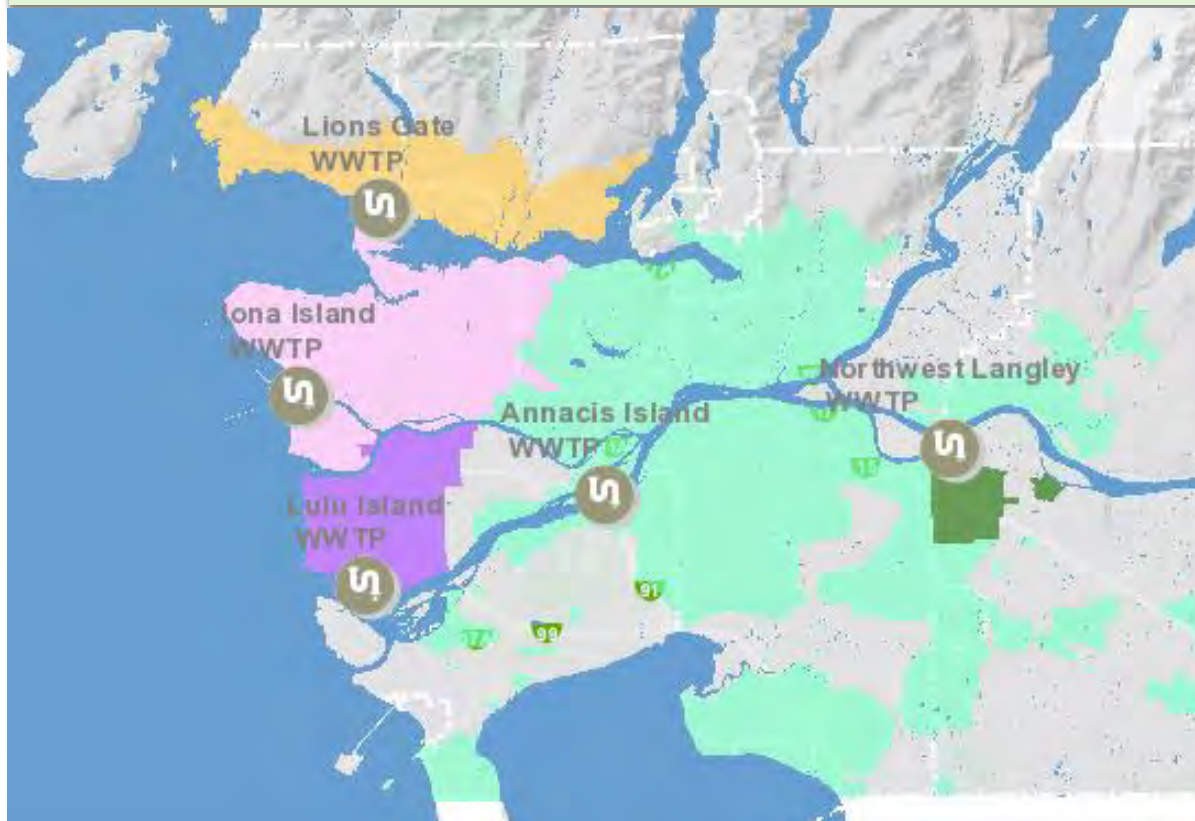 Lions Gate
WWTP
Iona Island
WWTP
Northwest Langley
WWTP
Annacis Island
WWTP
15
Lulu Island
WWTP
91
99